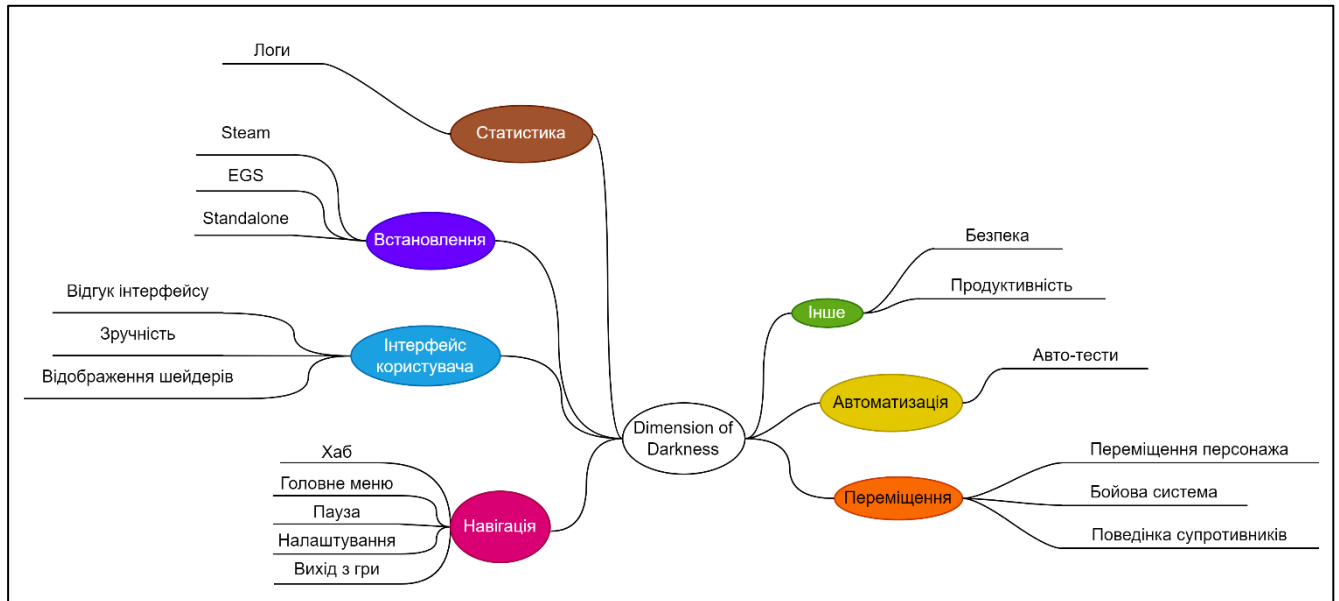 Логи
Статистика
Steam
EGS
Standalone
Встановлення
Відгук інтерфейсу
Зручність
Відображення шейдерів
Інтерфейс
користувача
Хаб
Головне меню
Пауза
Налаштування
Вихід з гри
Навігація
Dimension of
Darkness
Безпека
Продуктивність
Інше
Авто-тести
Автоматизація
Переміщення персонажа
Бойова система
Поведінка супротивників
Переміщення